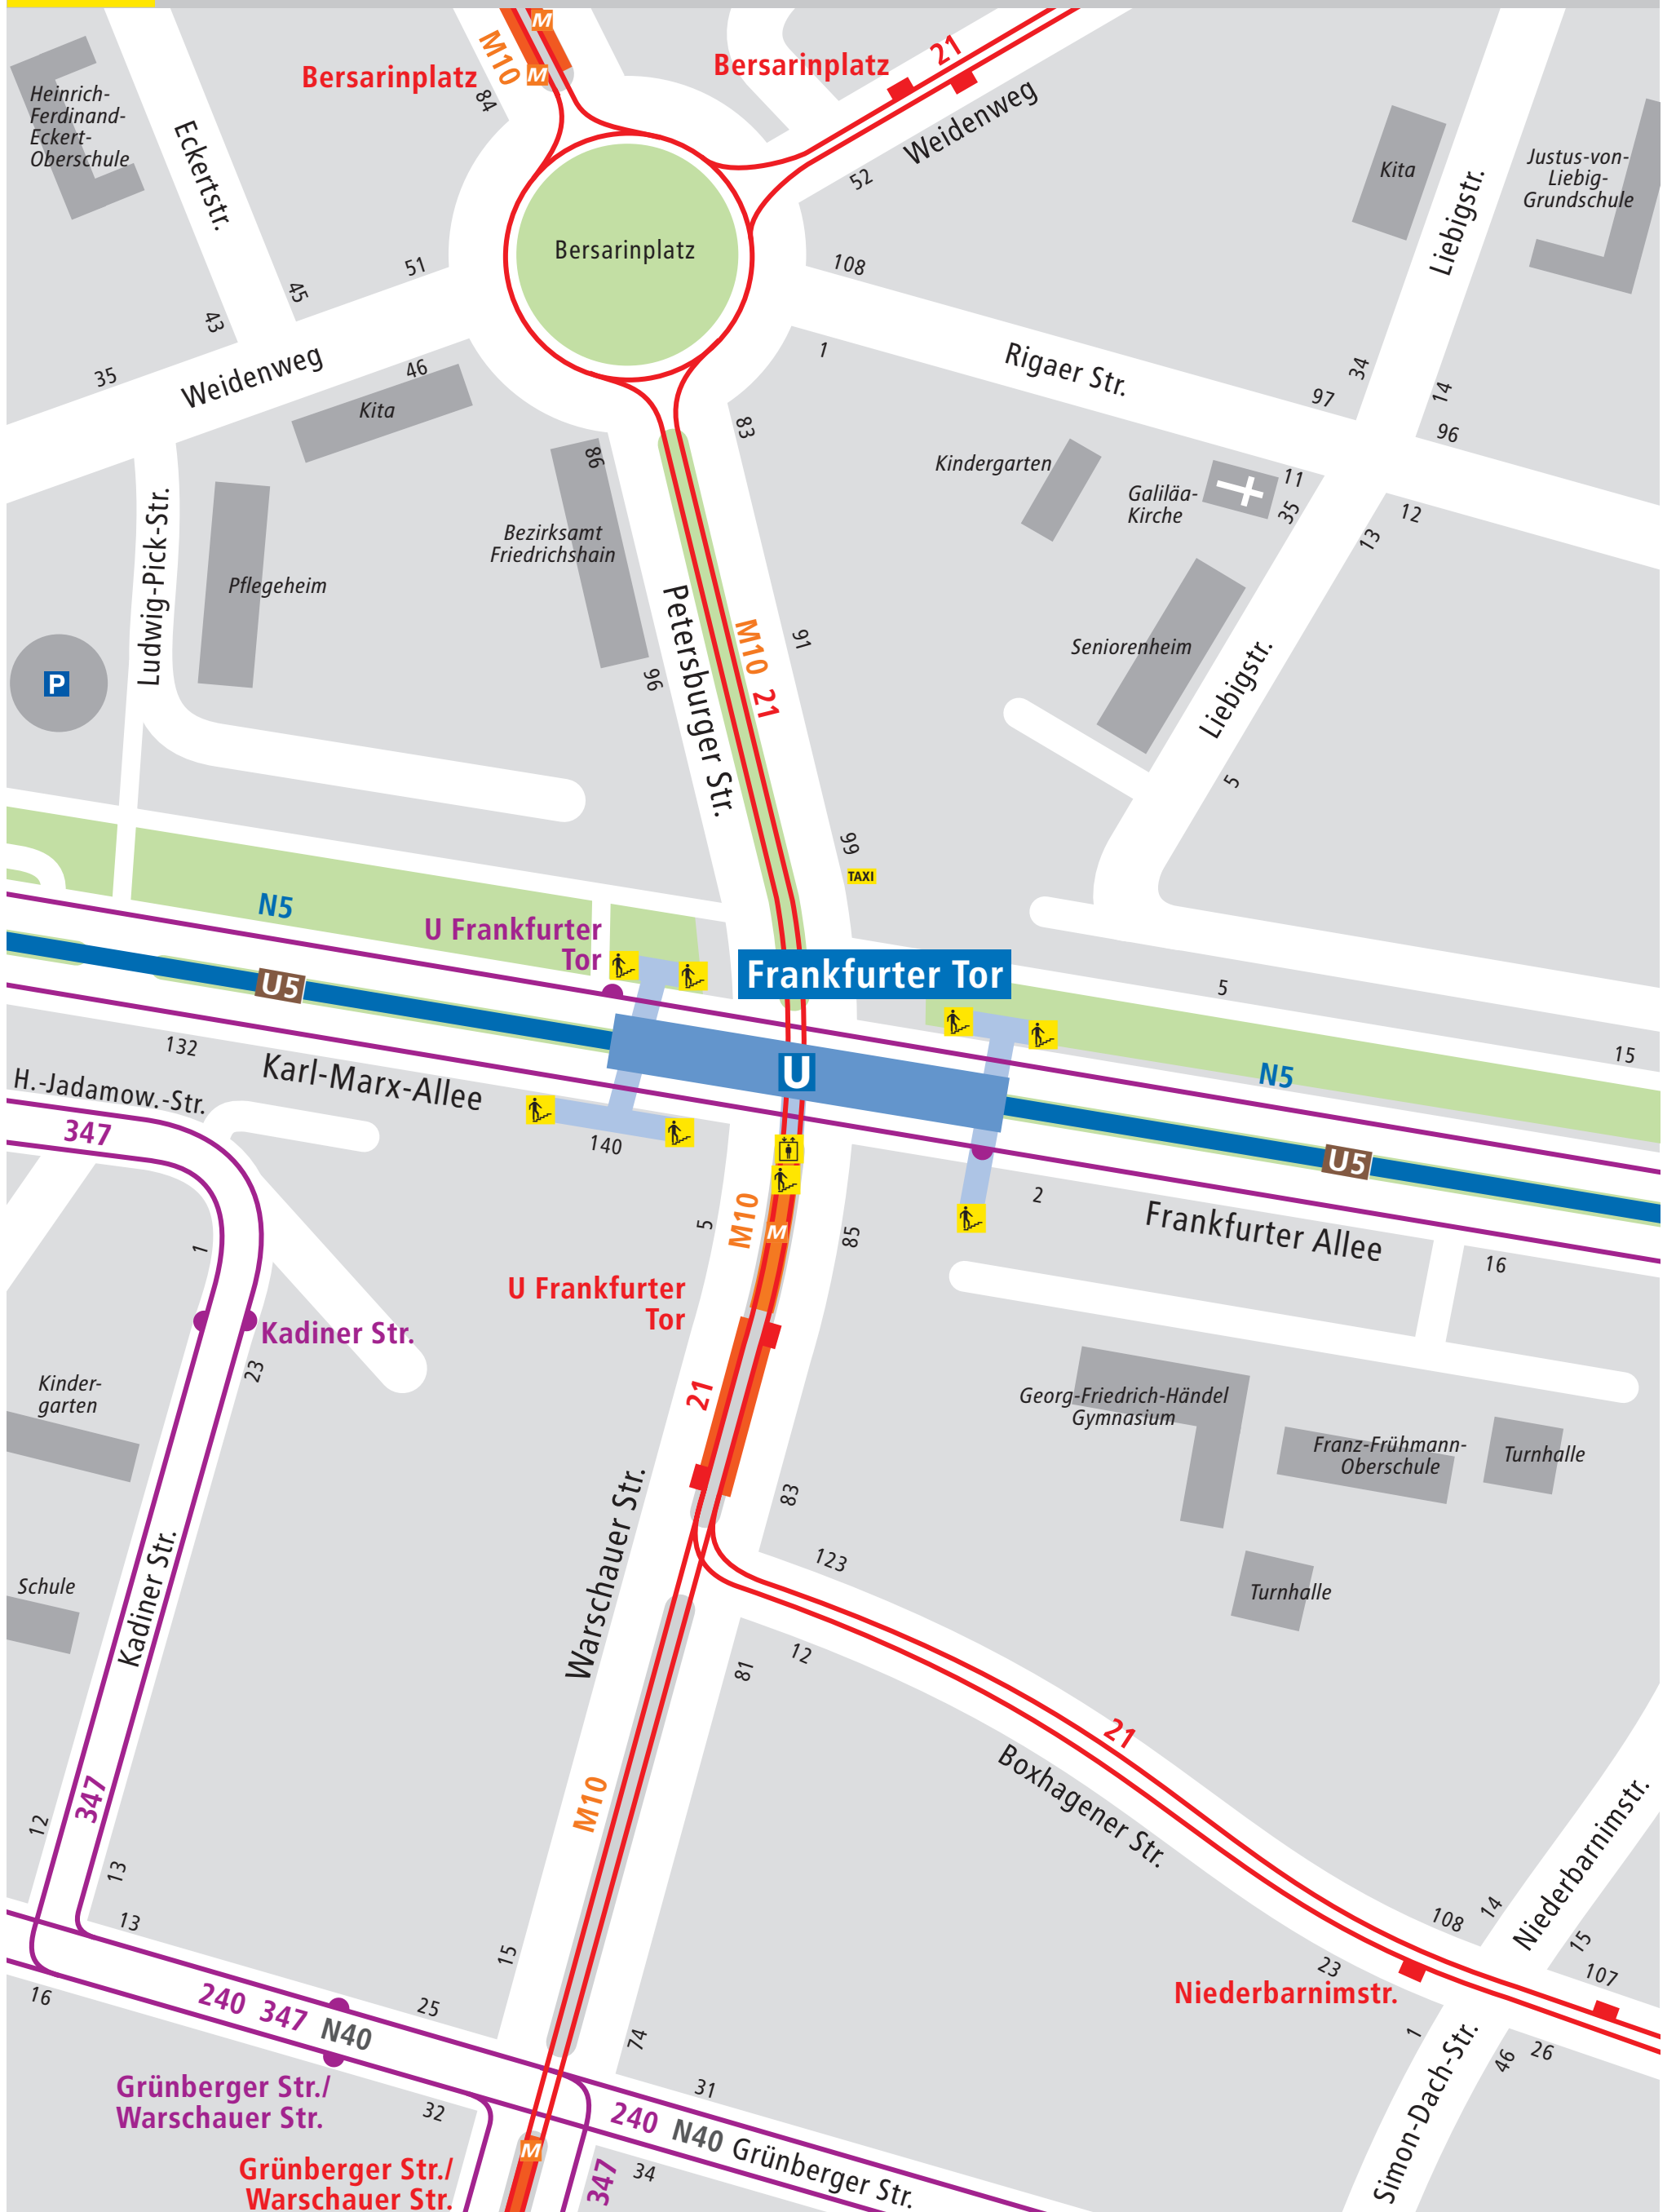 M
M10
M
Bersarinplatz
84
Bersarinplatz
21
Weidenweg
52
Heinrich-
Ferdinand-
Eckert-
Oberschule
Eckertstr.
Kita
Justus-von-
Liebig-
Grundschule
Liebigstr.
Bersarinplatz
51
45
43
108
1
Rigaer Str.
34
14
97
96
35
Weidenweg
46
Kita
86
83
Kindergarten
Galiläa-
Kirche
11
35
12
13
Ludwig-Pick-Str.
Pflegeheim
Bezirksamt
Friedrichshain
Petersburger Str.
M10 21
91
96
Seniorenheim
Liebigstr.
5
P
99
TAXI
N5
U Frankfurter
Tor
Frankfurter Tor
U5
5
15
N5
132
Karl-Marx-Allee
U
H.-Jadamow.-Str.
347
140
U5
2
Frankfurter Allee
16
5
M10
M
85
1
U Frankfurter
Tor
Kadiner Str.
23
Kinder-
garten
21
Georg-Friedrich-Händel
Gymnasium
Franz-Frühmann-
Oberschule
Turnhalle
83
Warschauer Str.
123
Schule
Kadiner Str.
Turnhalle
12
81
21
Boxhagener Str.
M10
347
12
13
13
Niederbarnimstr.
14
108
15
107
23
Niederbarnimstr.
15
16
240 347 N40
25
74
1
46
26
Simon-Dach-Str.
Grünberger Str./
Warschauer Str.
32
31
240 N40 Grünberger Str.
M
34
347
Grünberger Str./
Warschauer Str.